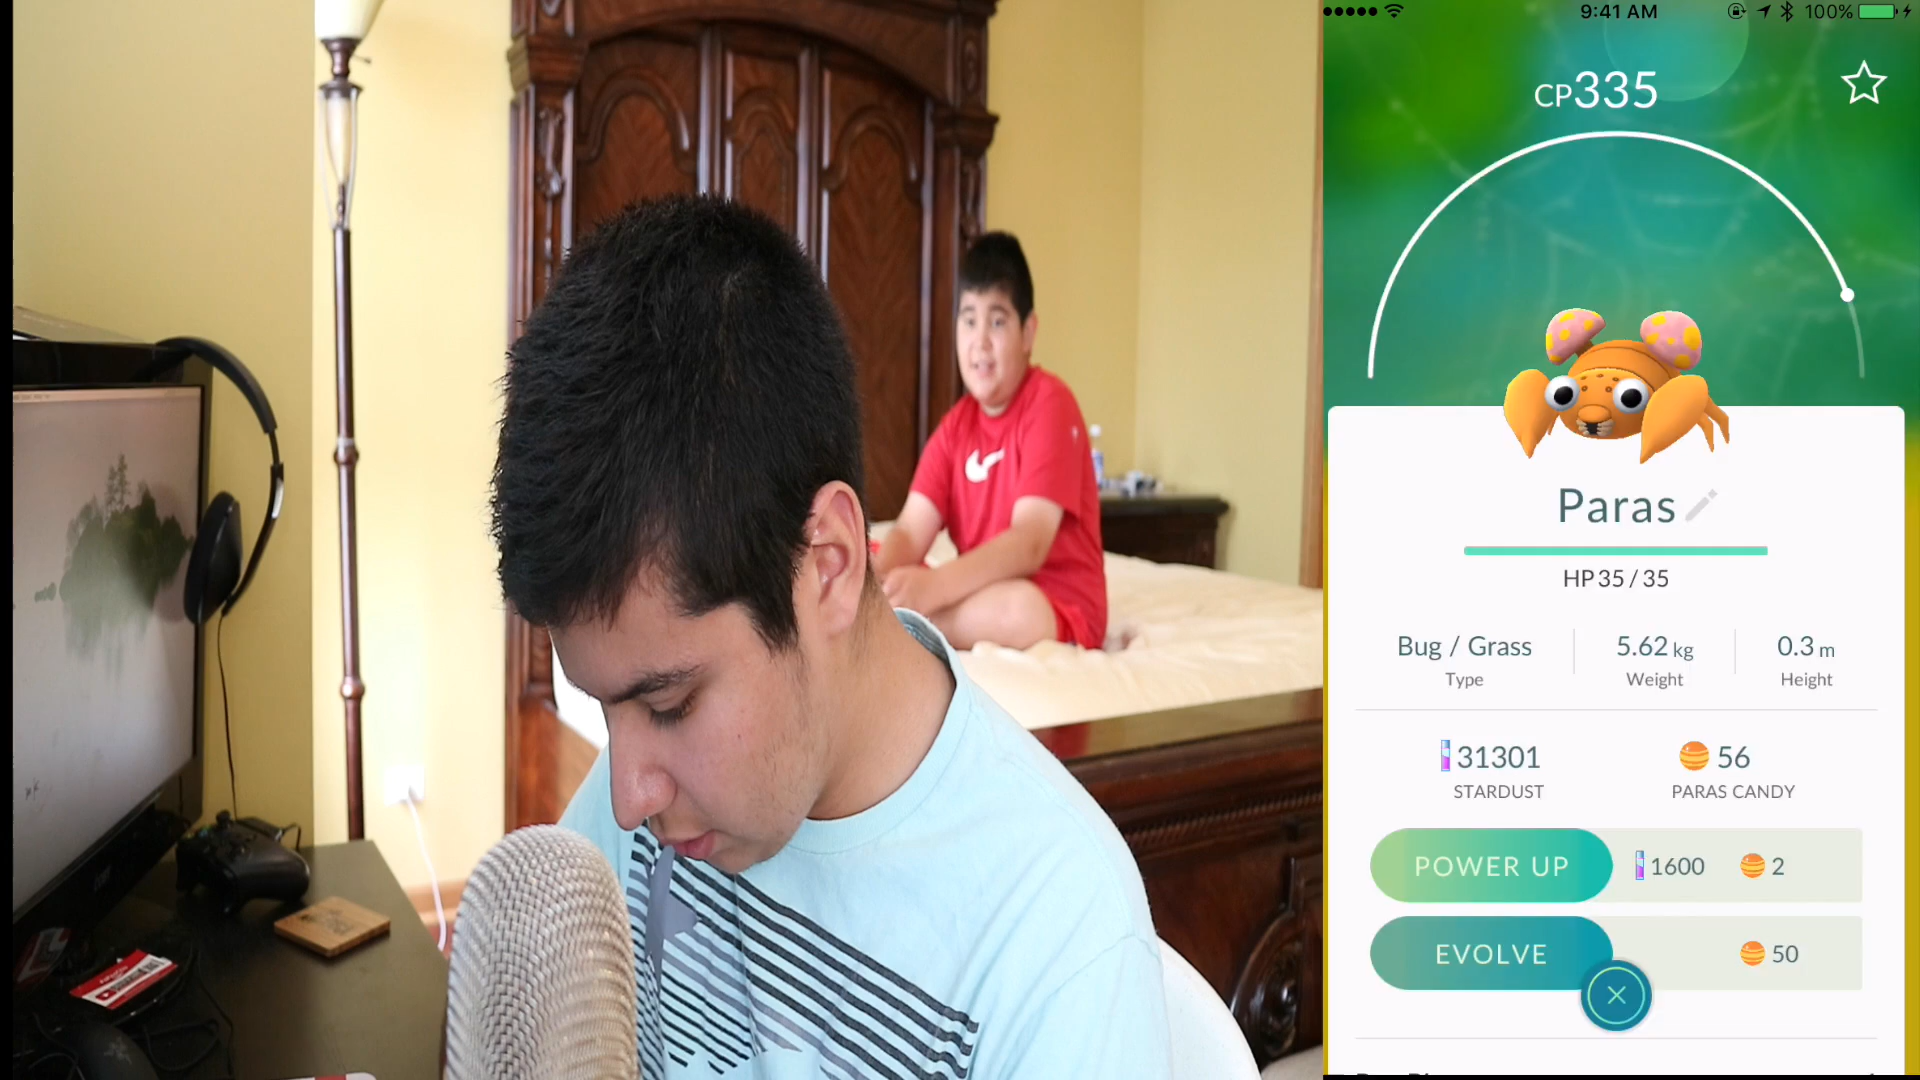 9:41 AM
100%
CP335
Paras
HP 35 / 35
Bug / Grass
5.62 kg
0.3 m
Type
Weight
Height
31301
56
STARDUST
PARAS CANDY
POWER UP
1600
2
EVOLVE
50